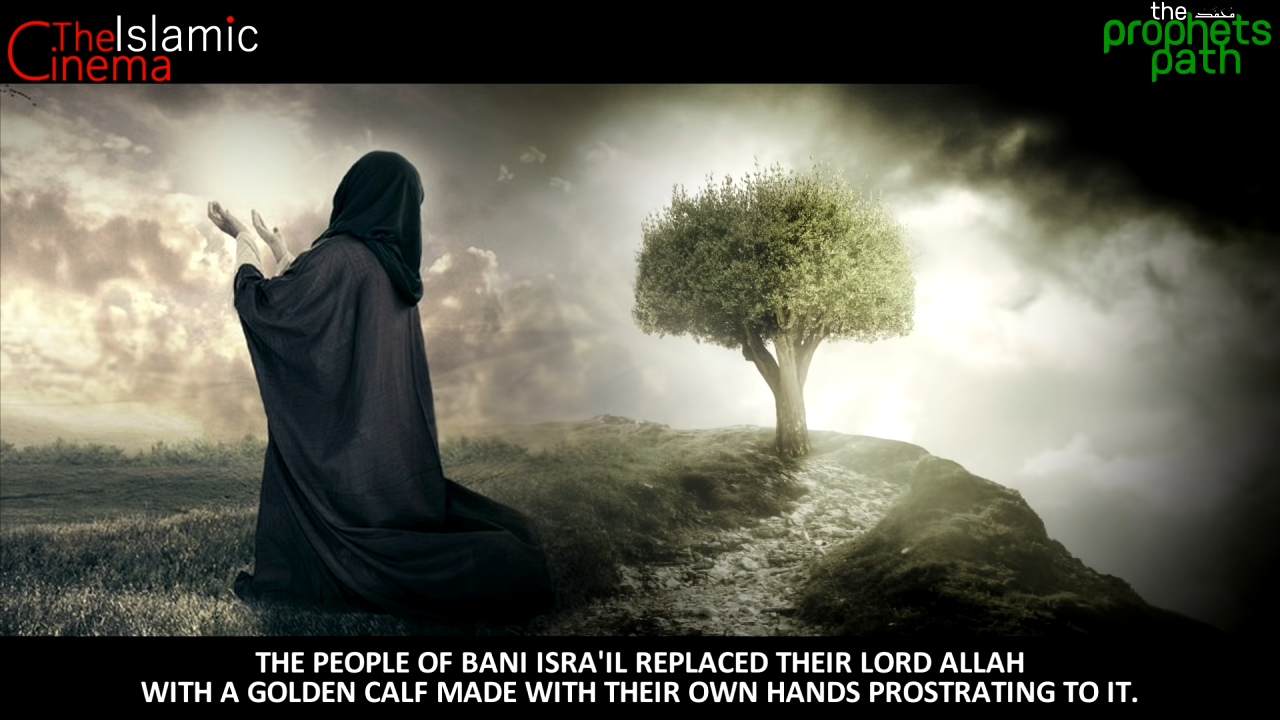 TheIslamic
Cinema
the محمد
prophets
path
THE PEOPLE OF BANI ISRA'IL REPLACED THEIR LORD ALLAH
WITH A GOLDEN CALF MADE WITH THEIR OWN HANDS PROSTRATING TO IT.